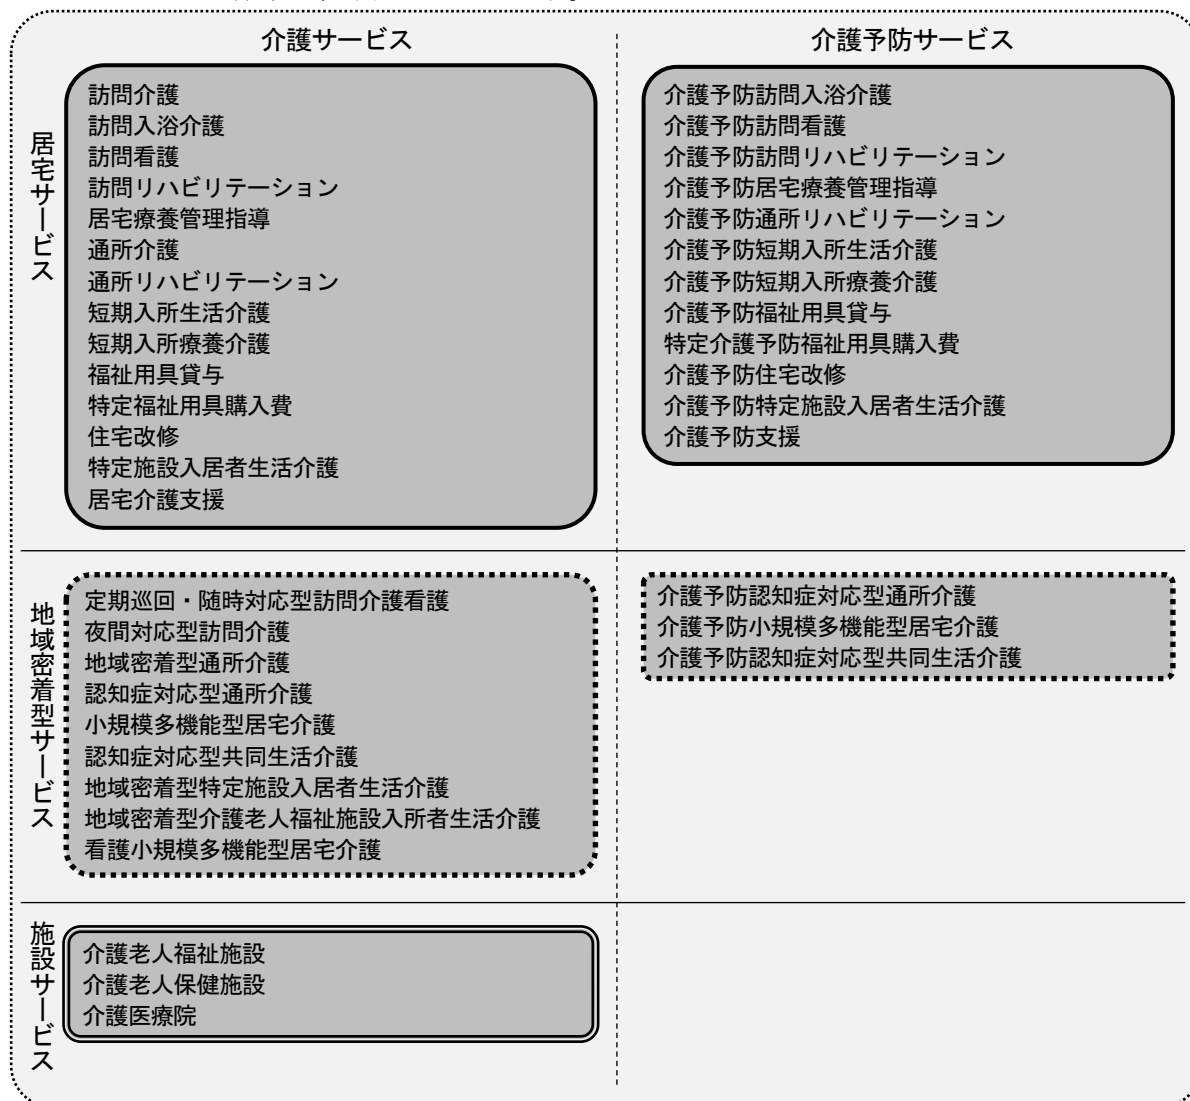 介護サービス
介護予防サービス
居宅サービス
訪問介護
訪問入浴介護
訪問看護
訪問リハビリテーション
居宅療養管理指導
通所介護
通所リハビリテーション
短期入所生活介護
短期入所療養介護
福祉用具貸与
特定福祉用具購入費
住宅改修
特定施設入居者生活介護
居宅介護支援
介護予防訪問入浴介護
介護予防訪問看護
介護予防訪問リハビリテーション
介護予防居宅療養管理指導
介護予防通所リハビリテーション
介護予防短期入所生活介護
介護予防短期入所療養介護
介護予防福祉用具貸与
特定介護予防福祉用具購入費
介護予防住宅改修
介護予防特定施設入居者生活介護
介護予防支援
地域密着型サービス
定期巡回・随時対応型訪問介護看護
夜間対応型訪問介護
地域密着型通所介護
認知症対応型通所介護
小規模多機能型居宅介護
認知症対応型共同生活介護
地域密着型特定施設入居者生活介護
地域密着型介護老人福祉施設入所者生活介護
看護小規模多機能型居宅介護
介護予防認知症対応型通所介護
介護予防小規模多機能型居宅介護
介護予防認知症対応型共同生活介護
施設サービス
介護老人福祉施設
介護老人保健施設
介護医療院